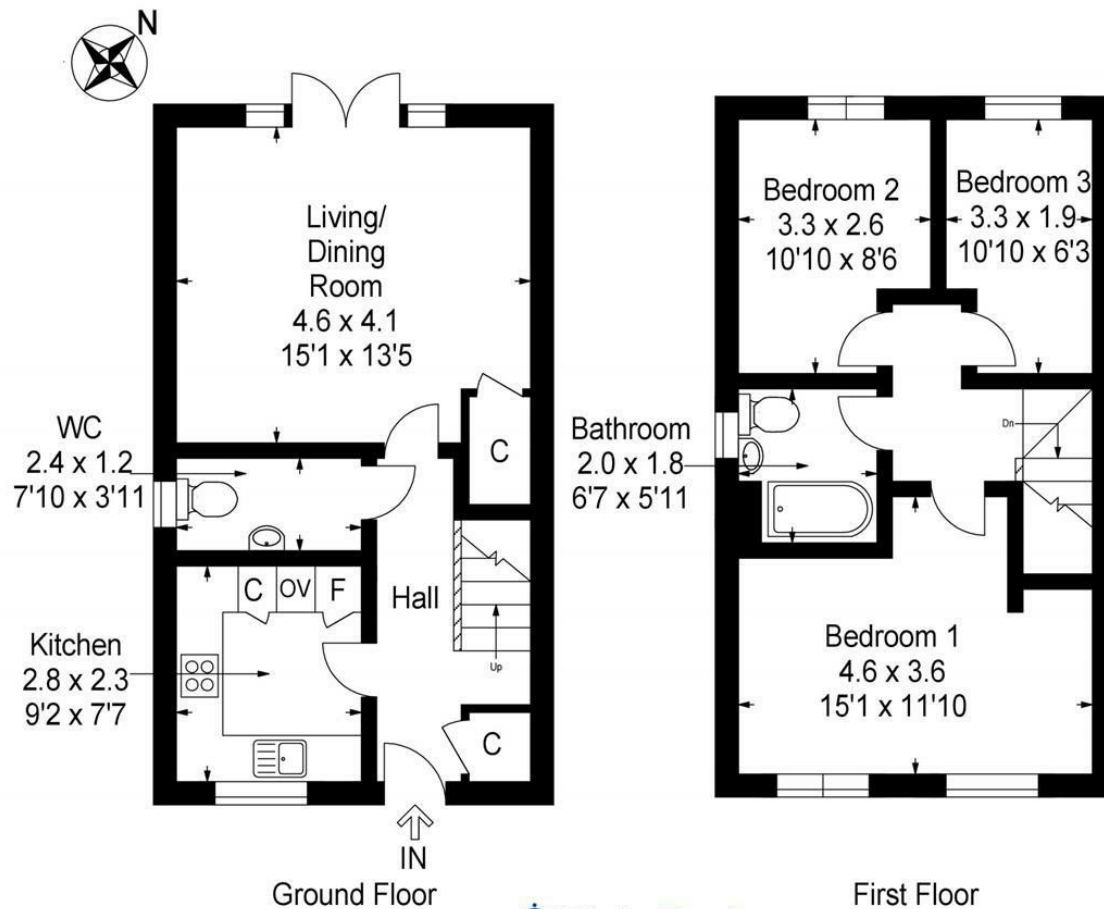 N
Living/
Dining
Room
4.6 x 4.1
15'1 x 13'5
C
WC
2.4 x 1.2
7'10 x 3'11
C
OV
F
Hall
Up
Kitchen
2.8 x 2.3
9'2 x 7'7
C
IN
Ground Floor
Bedroom 2
3.3 x 2.6
10'10 x 8'6
Bedroom 3
3.3 x 1.9
10'10 x 6'3
Dn
Bathroom
2.0 x 1.8
6'7 x 5'11
Bedroom 1
4.6 x 3.6
15'1 x 11'10
First Floor